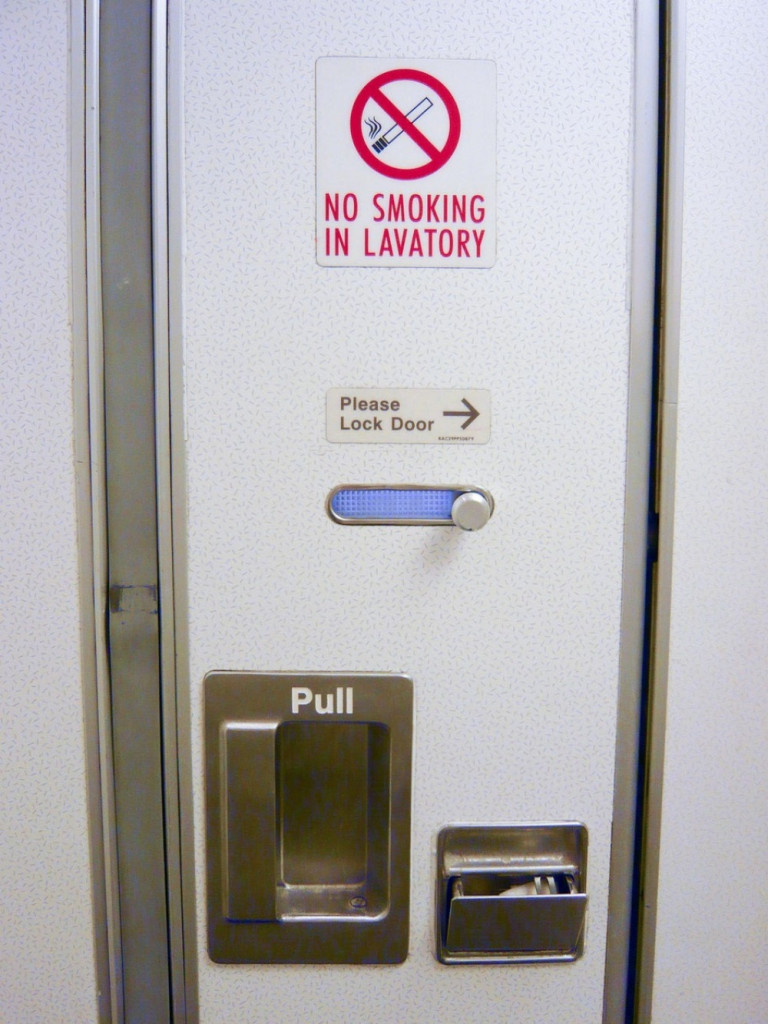 NO SMOKING
IN LAVATORY
Please
Lock Door
Pull